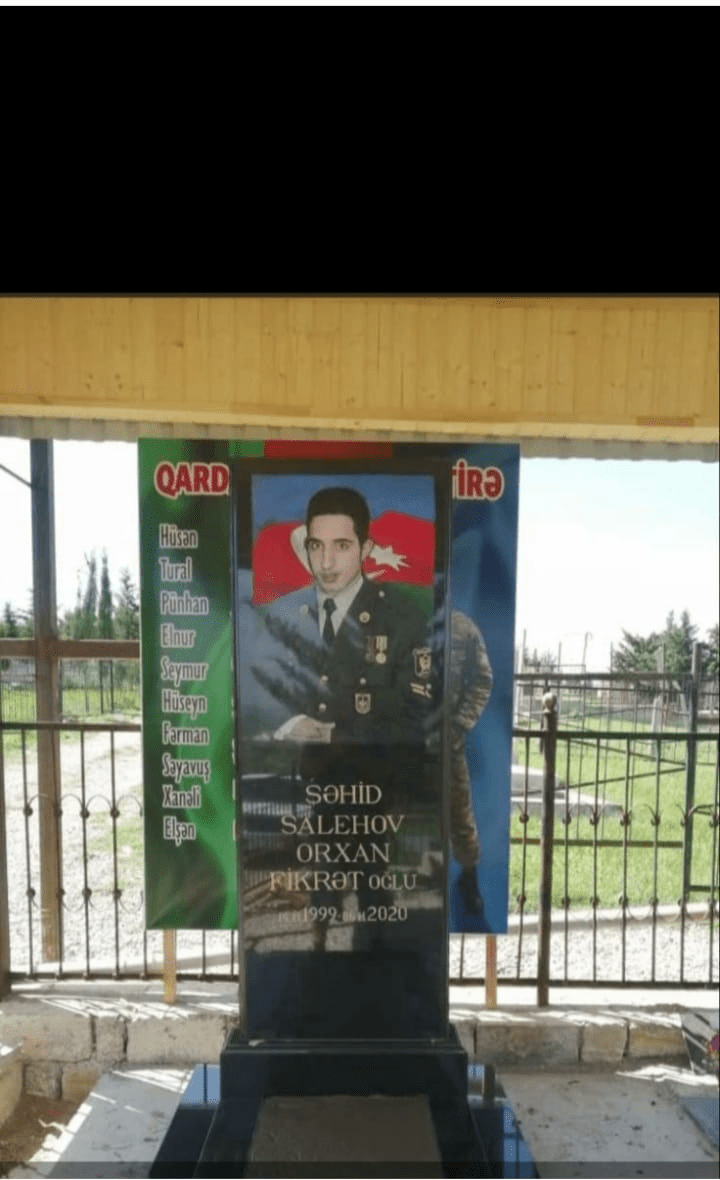 QARD
İRƏ
Hüsən
Tural
Pünhan
Elnur
Seymur
Hüseyn
Fərman
Səyavuş
Xanəli
Elşən
ŞƏHİD
SALEHOV
ORXAN
FİKRƏT OĞLU
1999 2020